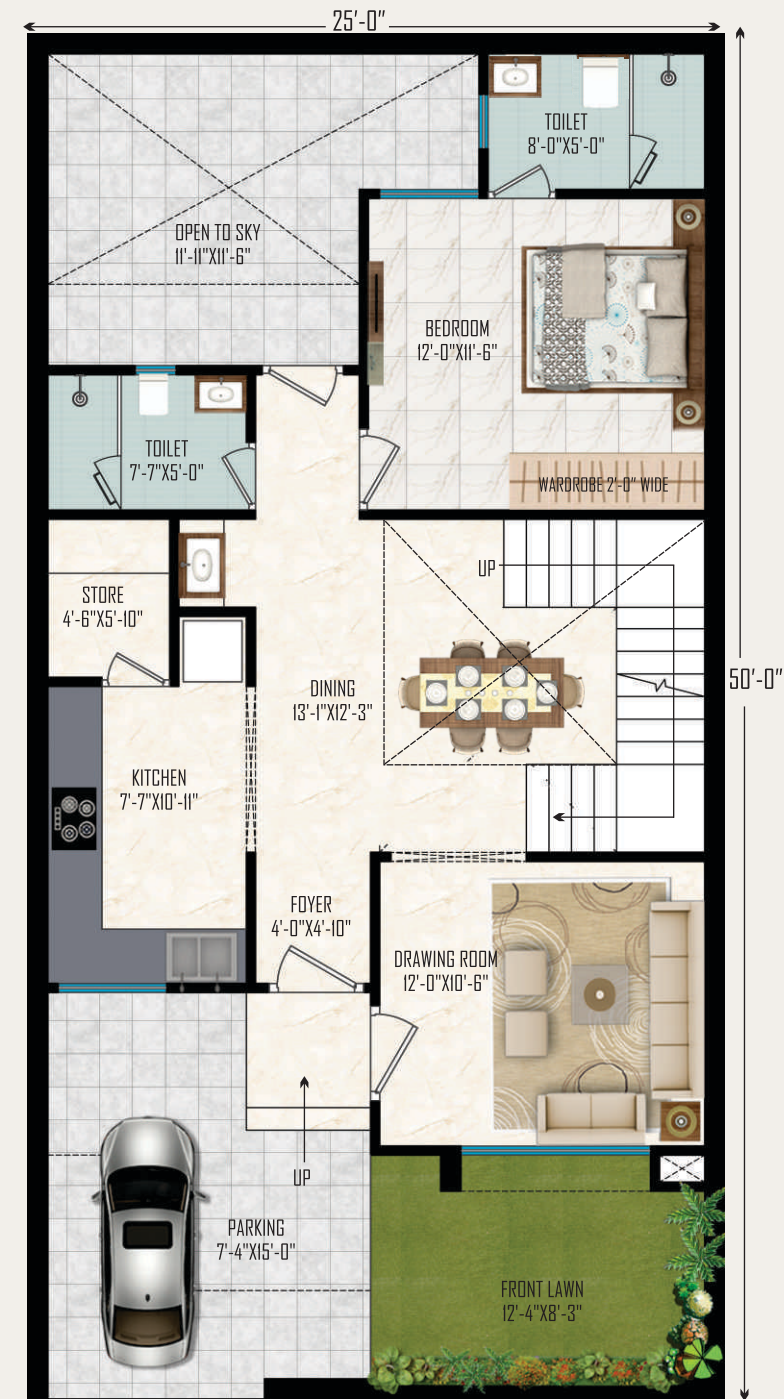 25'-0"
TOILET
8'-0"X5'-0"
OPEN TO SKY
11'-11"X11'-6"
BEDROOM
12'-0"X11'-6"
TOILET
7'-7"X5'-0"
WARDROBE 2'-0" WIDE
UP
STORE
4'-6"X5'-10"
50'-0"
DINING
13'-1"X12'-3"
KITCHEN
7'-7"X10'-11"
FOYER
4'-0"X4'-10"
DRAWING ROOM
12'-0"X10'-6"
UP
PARKING
7'-4"X15'-0"
FRONT LAWN
12'-4"X8'-3"